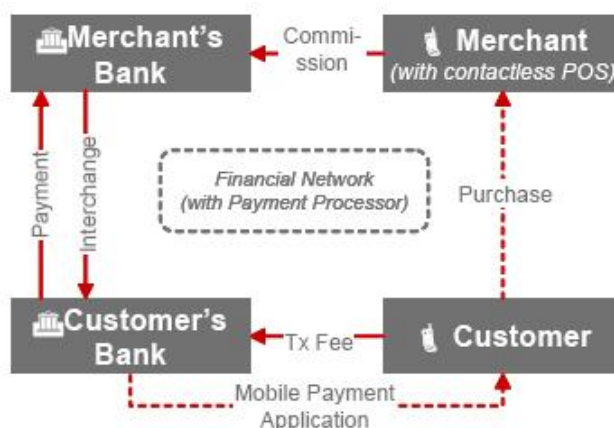 Merchant's
Bank
Commi-
ssion
Merchant
(with contactless POS)
Payment
Interchange
Financial Network
(with Payment Processor)
Purchase
Customer's
Bank
Tx Fee
Customer
Mobile Payment
Application